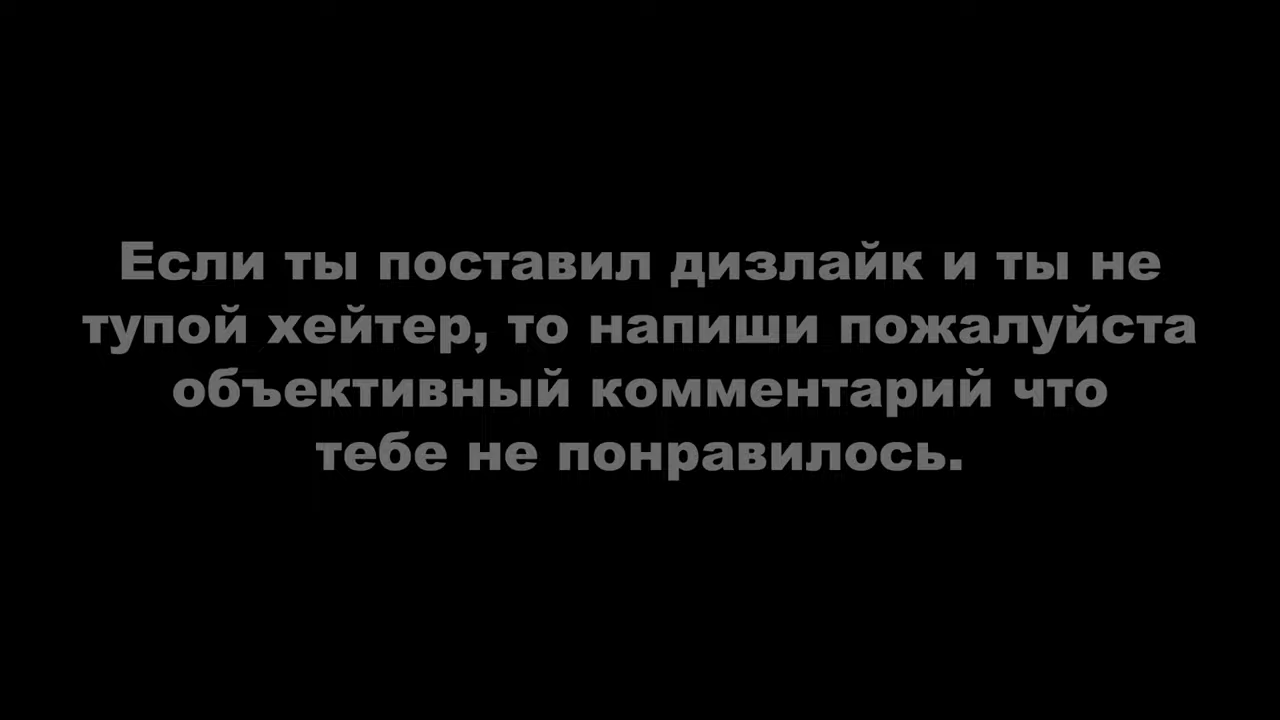 Если ты поставил дизлайк и ты не
тупой хейтер, то напиши пожалуйста
объективный комментарий что
тебе не понравилось.